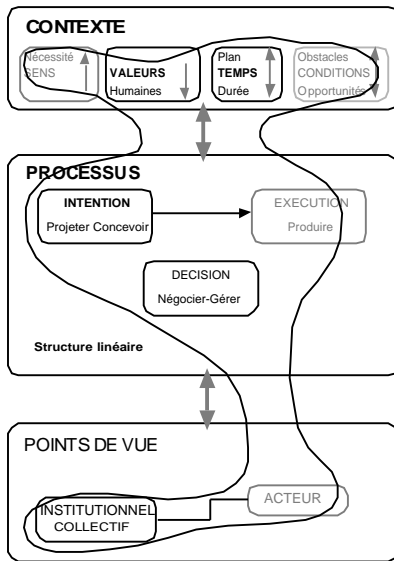 CONTEXTE
Nécessité
SENS
VALEURS
Humaines
Plan
TEMPS
Durée
Obstacles
CONDITIONS
Opportunités
PROCESSUS
INTENTION
Projeter Concevoir
EXECUTION
Produire
DECISION
Négocier-Gérer
Structure linéaire
POINTS DE VUE
INSTITUTIONNEL
COLLECTIF
ACTEUR